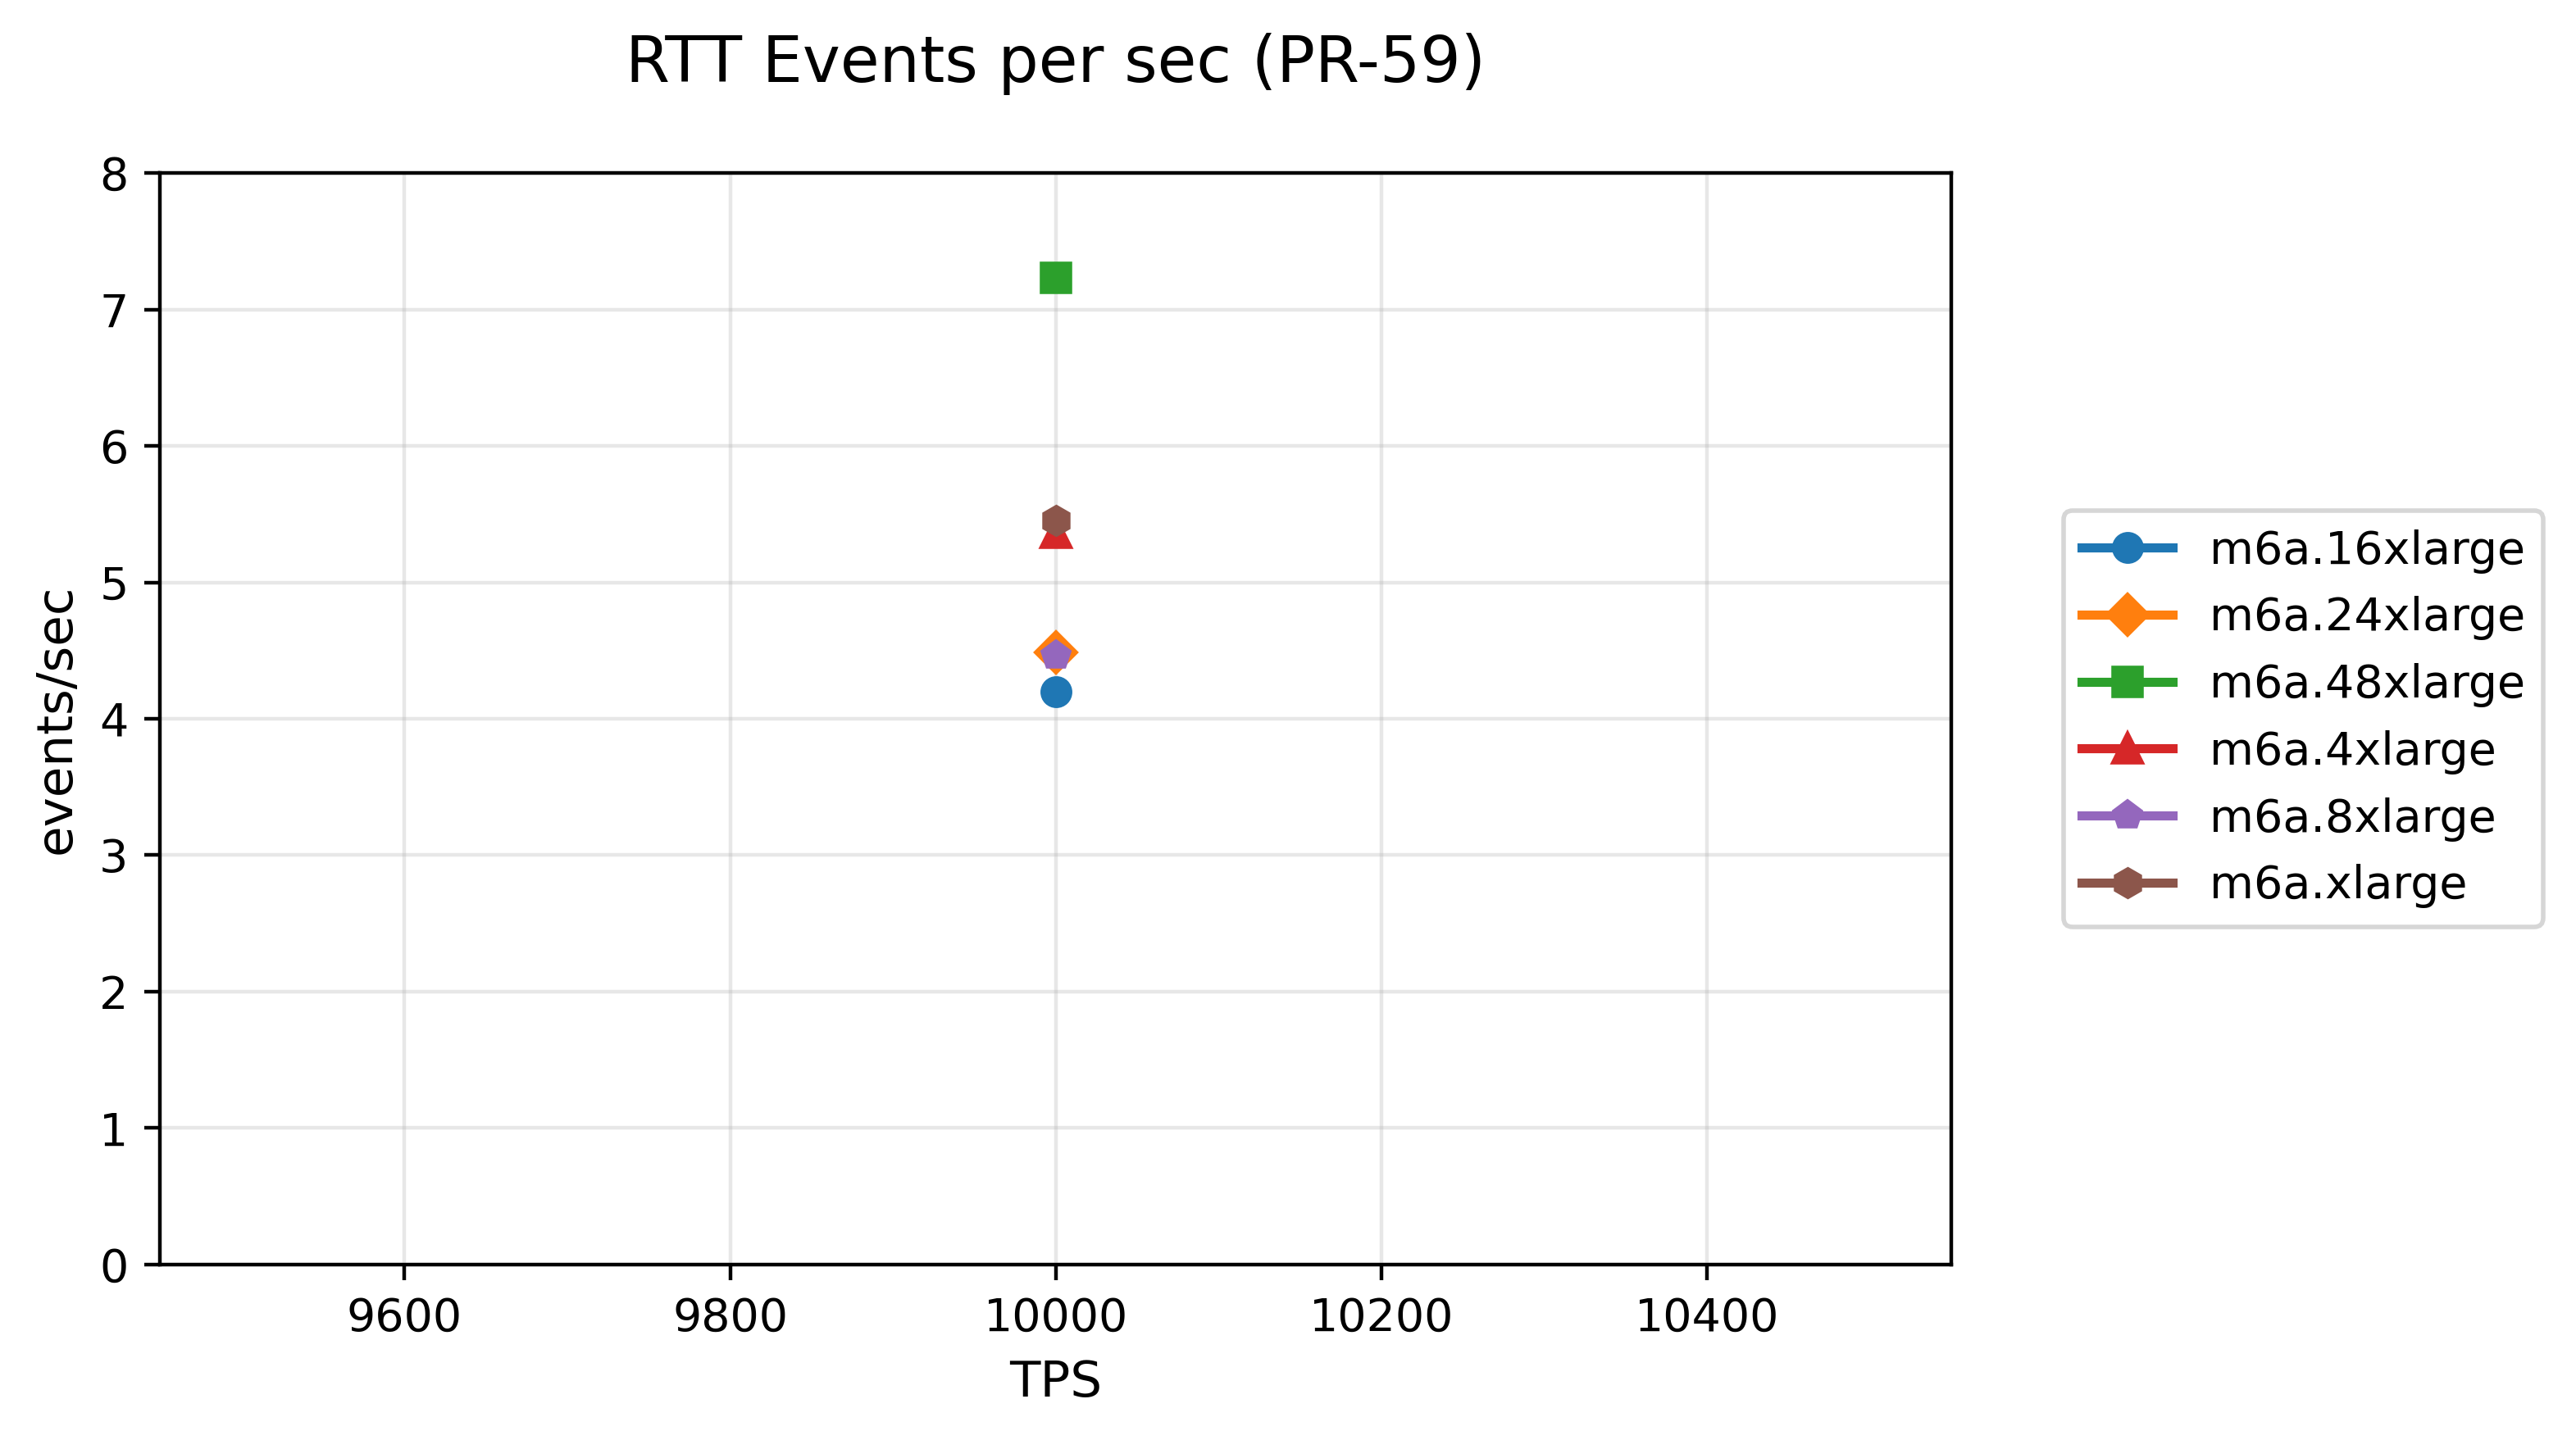 RTT Events per sec (PR-59)
8
7
6
5
4
3
2
1
0
events/sec
9600 9800 10000 10200 10400
TPS
m6a.16xlarge
m6a.24xlarge
m6a.48xlarge
m6a.4xlarge
m6a.8xlarge
m6a.xlarge